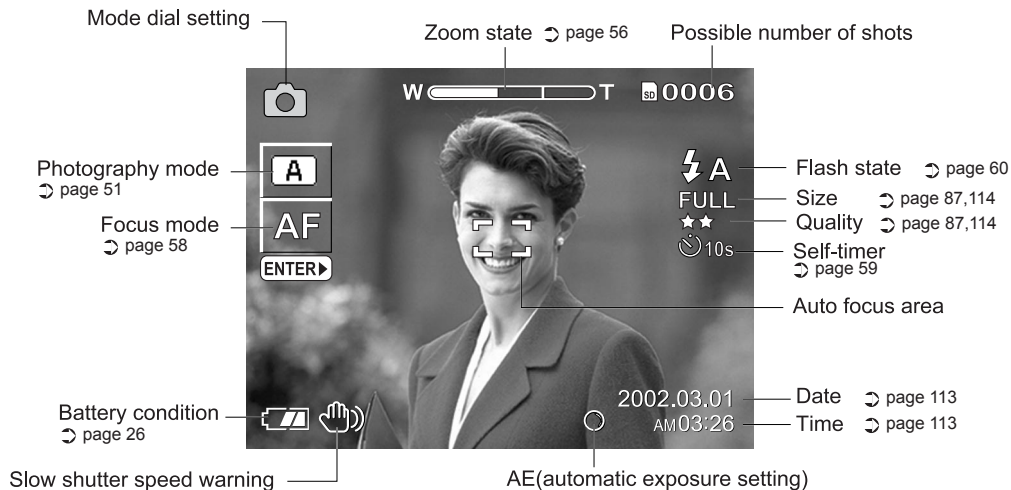 Mode dial setting
Zoom state ➲ page 56
Possible number of shots
W T
SD 0006
Photography mode
➲ page 51
A
Focus mode
➲ page 58
AF
ENTER
A
Flash state ➲ page 60
FULL
Size ➲ page 87,114
★★
Quality ➲ page 87,114
10s
Self-timer
➲ page 59
Auto focus area
2002.03.01
Date ➲ page 113
AM03:26
Time ➲ page 113
Battery condition
➲ page 26
Slow shutter speed warning
AE(automatic exposure setting)